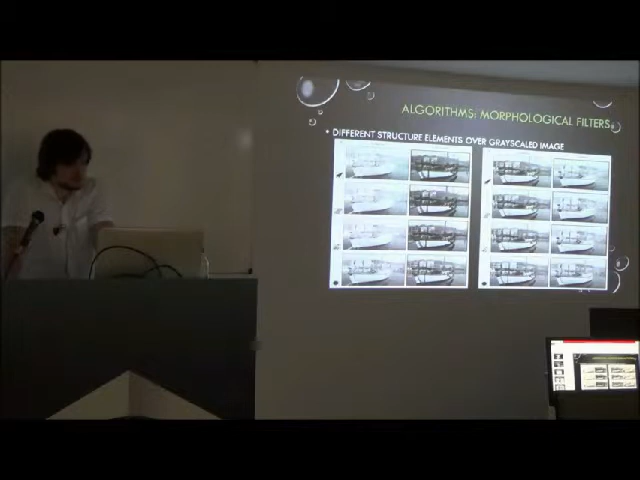 ALGORITHMS: MORPHOLOGICAL FILTERS
• DIFFERENT STRUCTURE ELEMENTS OVER GRAYSCALED IMAGE